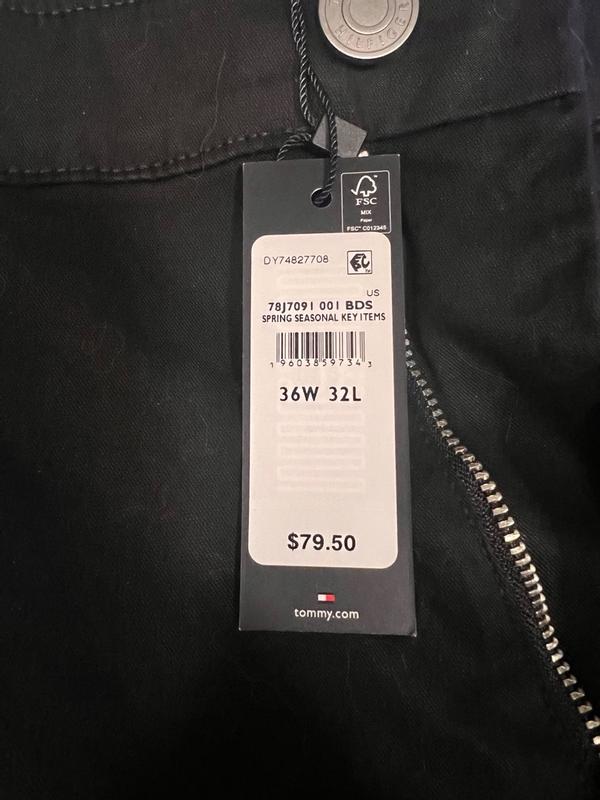 HILFIGER
FSC
MIX
Paper
FSC® C012345
DY74827708
US
78J7091 001 BDS
SPRING SEASONAL KEY ITEMS
1 96038 59734 3
36W 32L
$79.50
tommy.com